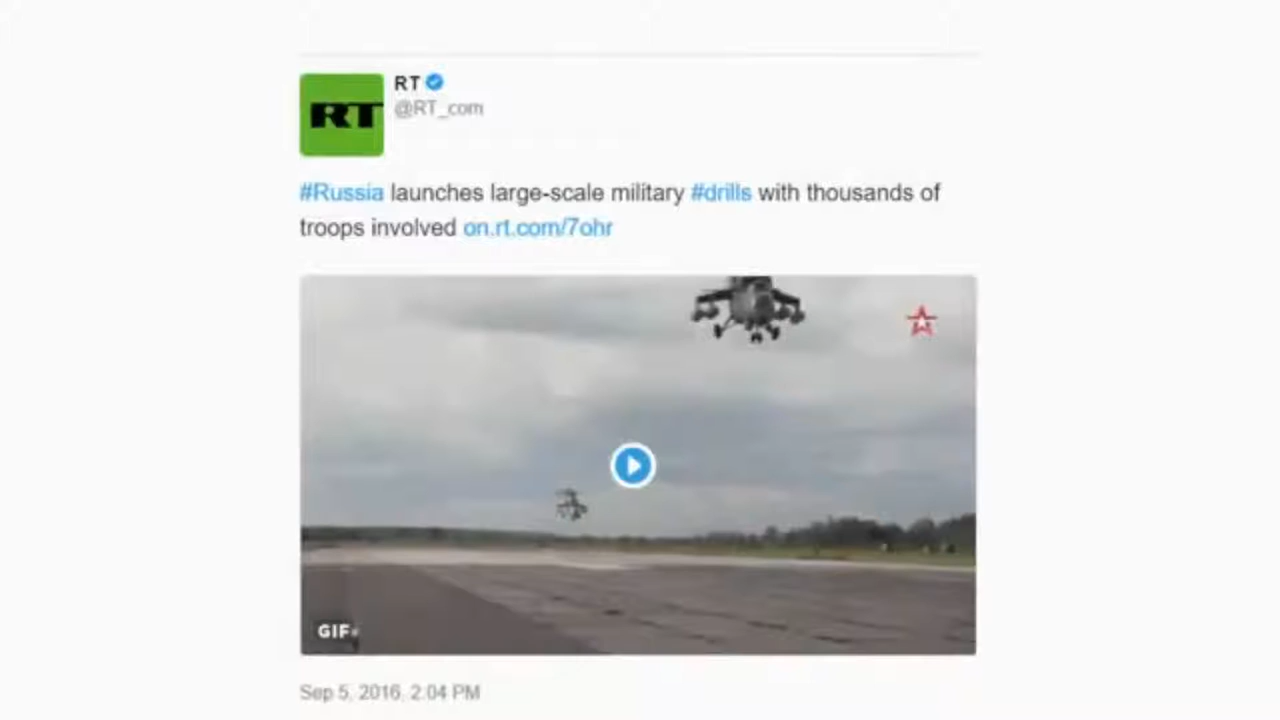 RT
RT
@RT_com
#Russia launches large-scale military #drills with thousands of
troops involved on.rt.com/7ohr
GIF
Sep 5, 2016, 2:04 PM